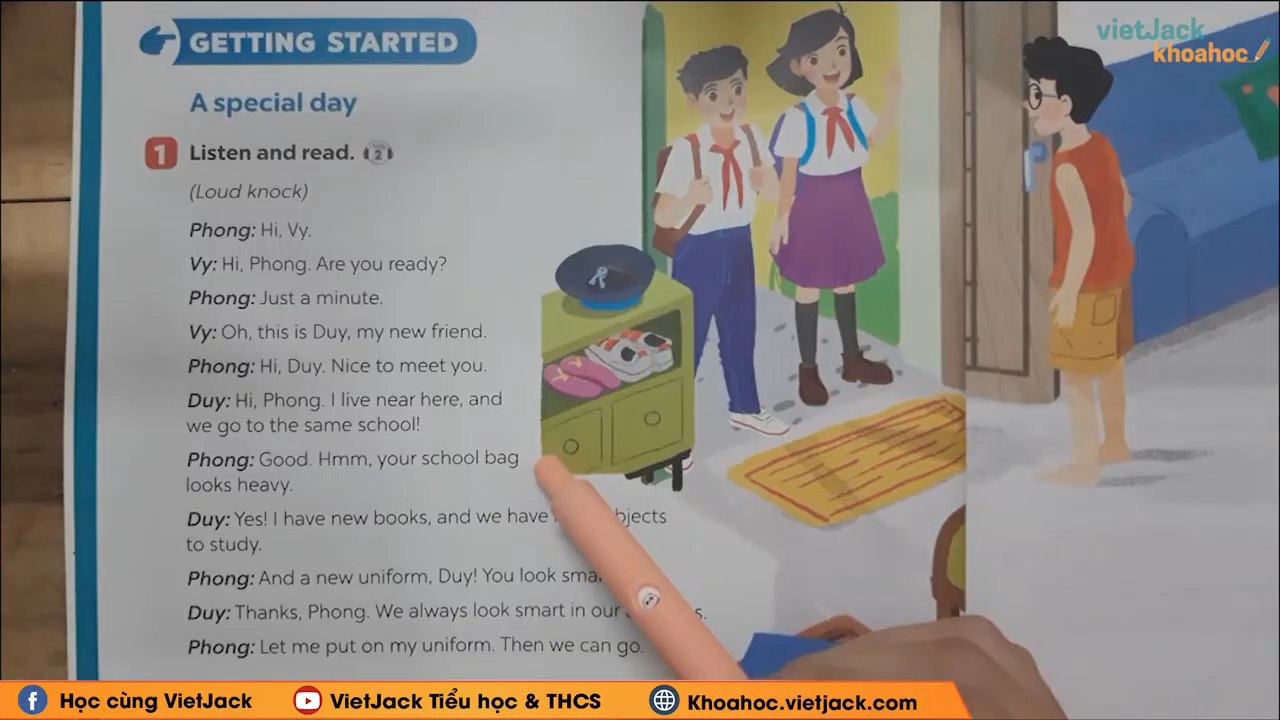 GETTING STARTED
vietJack
khoahoc
A special day
1 Listen and read. 2
(Loud knock)
Phong: Hi, Vy.
Vy: Hi, Phong. Are you ready?
Phong: Just a minute.
Vy: Oh, this is Duy, my new friend.
Phong: Hi, Duy. Nice to meet you.
Duy: Hi, Phong. I live near here, and
we go to the same school!
Phong: Good. Hmm, your school bag
looks heavy.
Duy: Yes! I have new books, and we have
to study.
Phong: And a new uniform, Duy! You look
Duy: Thanks, Phong. We always look smart in our
Phong: Let me put on my uniform. Then we can go.
Học cùng VietJack
VietJack Tiểu học & THCS
Khoahoc.vietjack.com